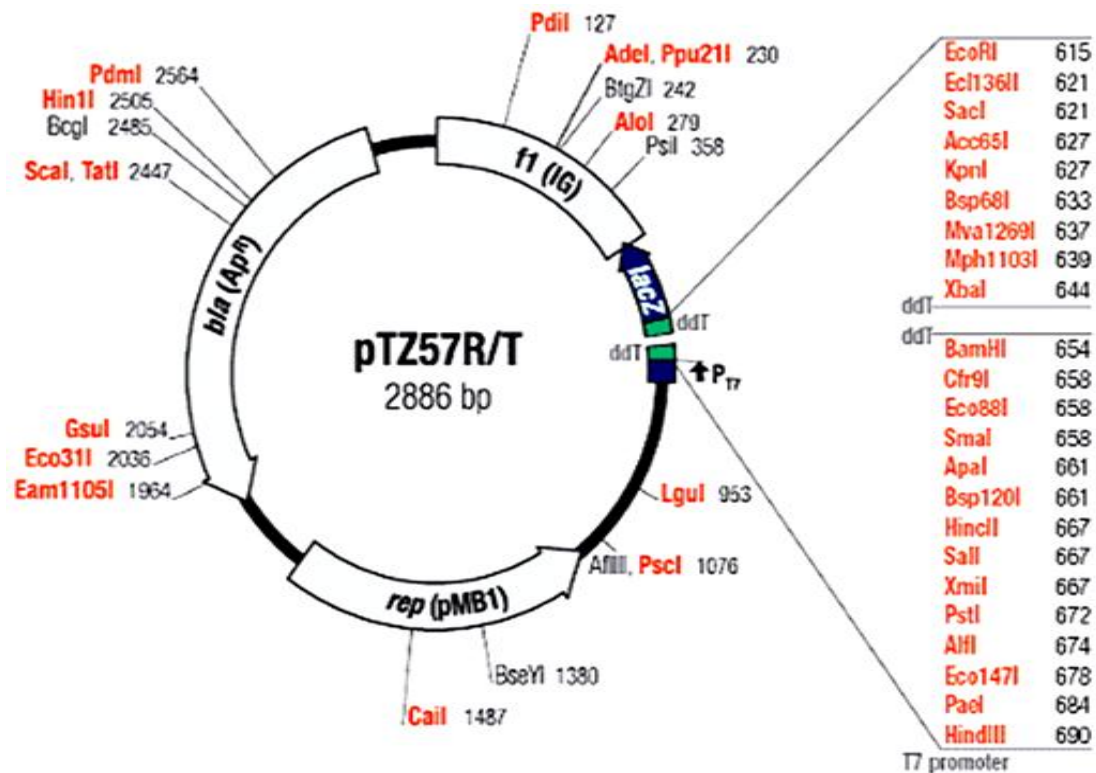 PdiI 127
AdeI, Ppu21I 230
BtgZI 242
AloI 279
PsiI 358
PdmI 2564
Hin1I 2505
BcgI 2485
ScaI, TatI 2447
f1 (IG)
bla (ApR)
lacZ
ddT
ddT
PT7
pTZ57R/T
2886 bp
GsuI 2054
Eco31I 2036
Eam1105I 1964
LguI 953
AflIII, PscI 1076
rep (pMB1)
BseYI 1380
CaiI 1487
EcoRI 615
Ecl136II 621
SacI 621
Acc65I 627
KpnI 627
Bsp68I 633
Mva1269I 637
Mph1103I 639
XbaI 644
ddT
ddT
BamHI 654
Cfr9I 658
Eco88I 658
SmaI 658
ApaI 661
Bsp120I 661
HincII 667
SalI 667
XmiI 667
PstI 672
AlfI 674
Eco147I 678
PaeI 684
HindIII 690
T7 promoter